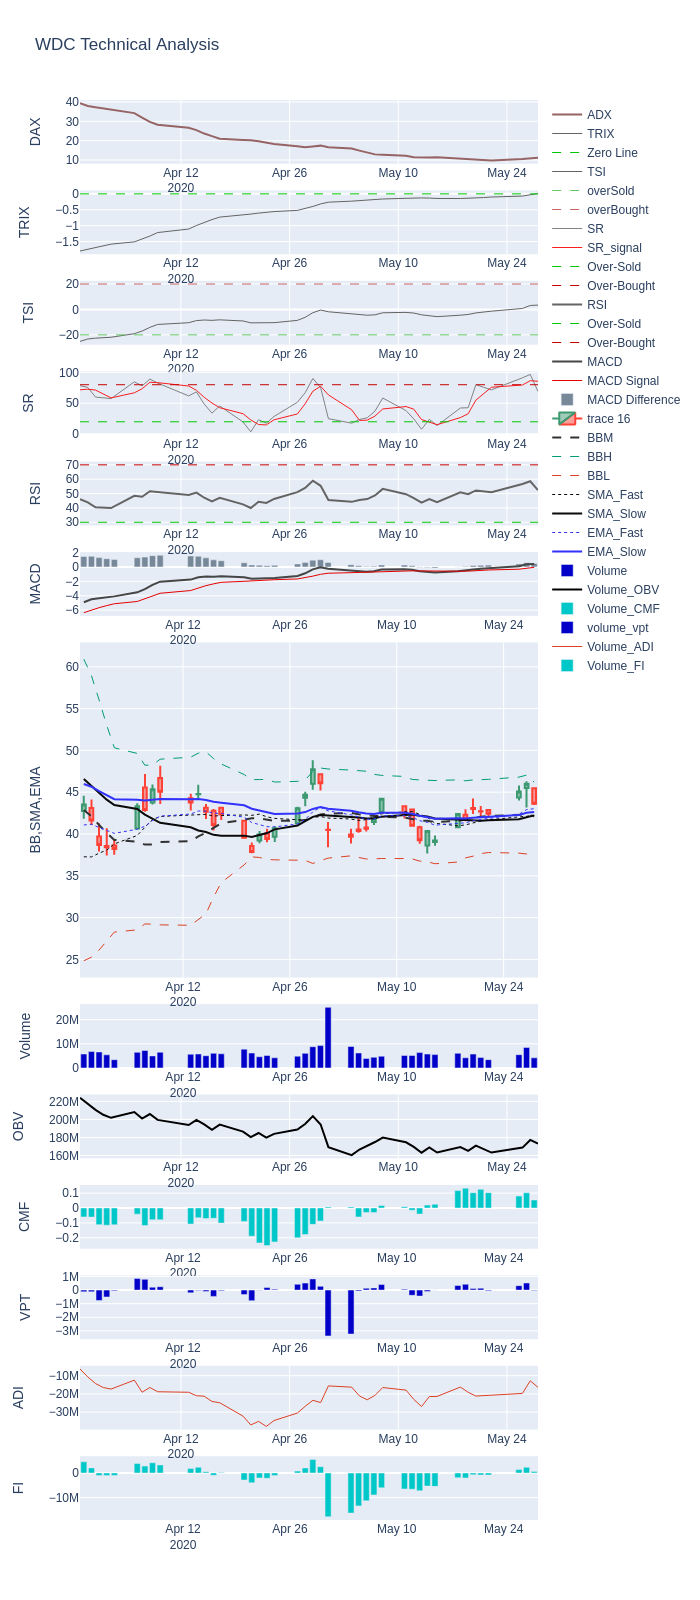 WDC Technical Analysis
DAX
40
30
20
10
Apr 12
2020
Apr 26
May 10
May 24
TRIX
0
−0.5
−1
−1.5
Apr 12
2020
Apr 26
May 10
May 24
TSI
20
0
−20
Apr 12
2020
Apr 26
May 10
May 24
SR
100
50
0
Apr 12
2020
Apr 26
May 10
May 24
RSI
70
60
50
40
30
Apr 12
2020
Apr 26
May 10
May 24
MACD
2
0
−2
−4
−6
Apr 12
2020
Apr 26
May 10
May 24
BB,SMA,EMA
60
55
50
45
40
35
30
25
Apr 12
2020
Apr 26
May 10
May 24
Volume
20M
10M
0
Apr 12
2020
Apr 26
May 10
May 24
OBV
220M
200M
180M
160M
Apr 12
2020
Apr 26
May 10
May 24
CMF
0.1
0
−0.1
−0.2
Apr 12
2020
Apr 26
May 10
May 24
VPT
1M
0
−1M
−2M
−3M
Apr 12
2020
Apr 26
May 10
May 24
ADI
−10M
−20M
−30M
Apr 12
2020
Apr 26
May 10
May 24
FI
0
−10M
Apr 12
2020
Apr 26
May 10
May 24
ADX
TRIX
Zero Line
TSI
overSold
overBought
SR
SR_signal
Over-Sold
Over-Bought
RSI
Over-Sold
Over-Bought
MACD
MACD Signal
MACD Difference
trace 16
BBM
BBH
BBL
SMA_Fast
SMA_Slow
EMA_Fast
EMA_Slow
Volume
Volume_OBV
Volume_CMF
volume_vpt
Volume_ADI
Volume_FI